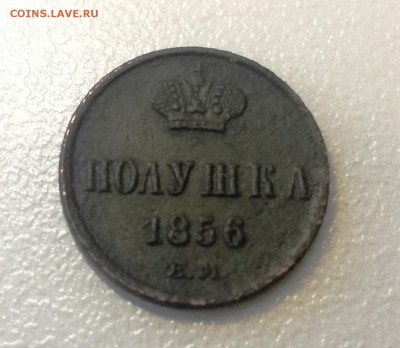 COINS.LAVE.RU
ПОЛУШКА
1856
Е.М.